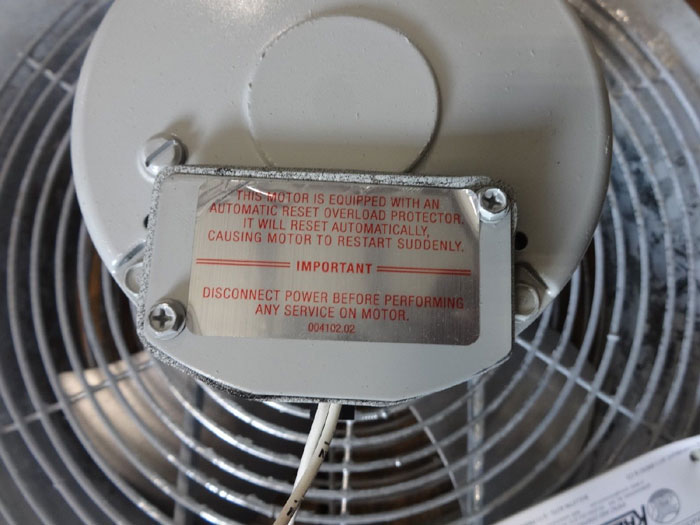 THIS MOTOR IS EQUIPPED WITH AN
AUTOMATIC RESET OVERLOAD PROTECTOR.
IT WILL RESET AUTOMATICALLY,
CAUSING MOTOR TO RESTART SUDDENLY.
IMPORTANT
DISCONNECT POWER BEFORE PERFORMING
ANY SERVICE ON MOTOR.
004102.02